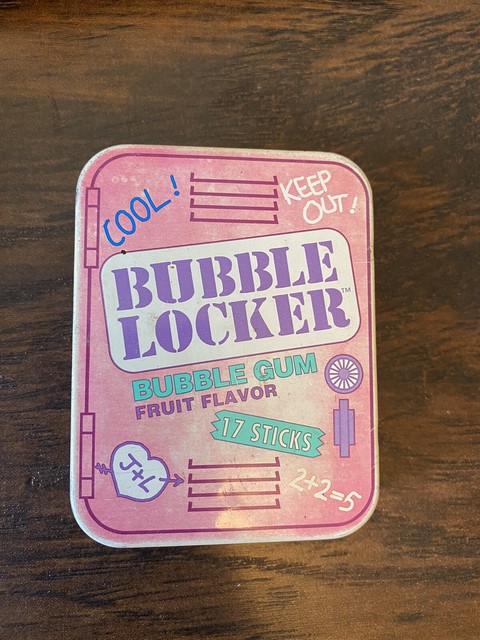 COOL!
KEEP
OUT!
BUBBLE
LOCKER™
BUBBLE GUM
FRUIT FLAVOR
17 STICKS
J+L
2+2=5